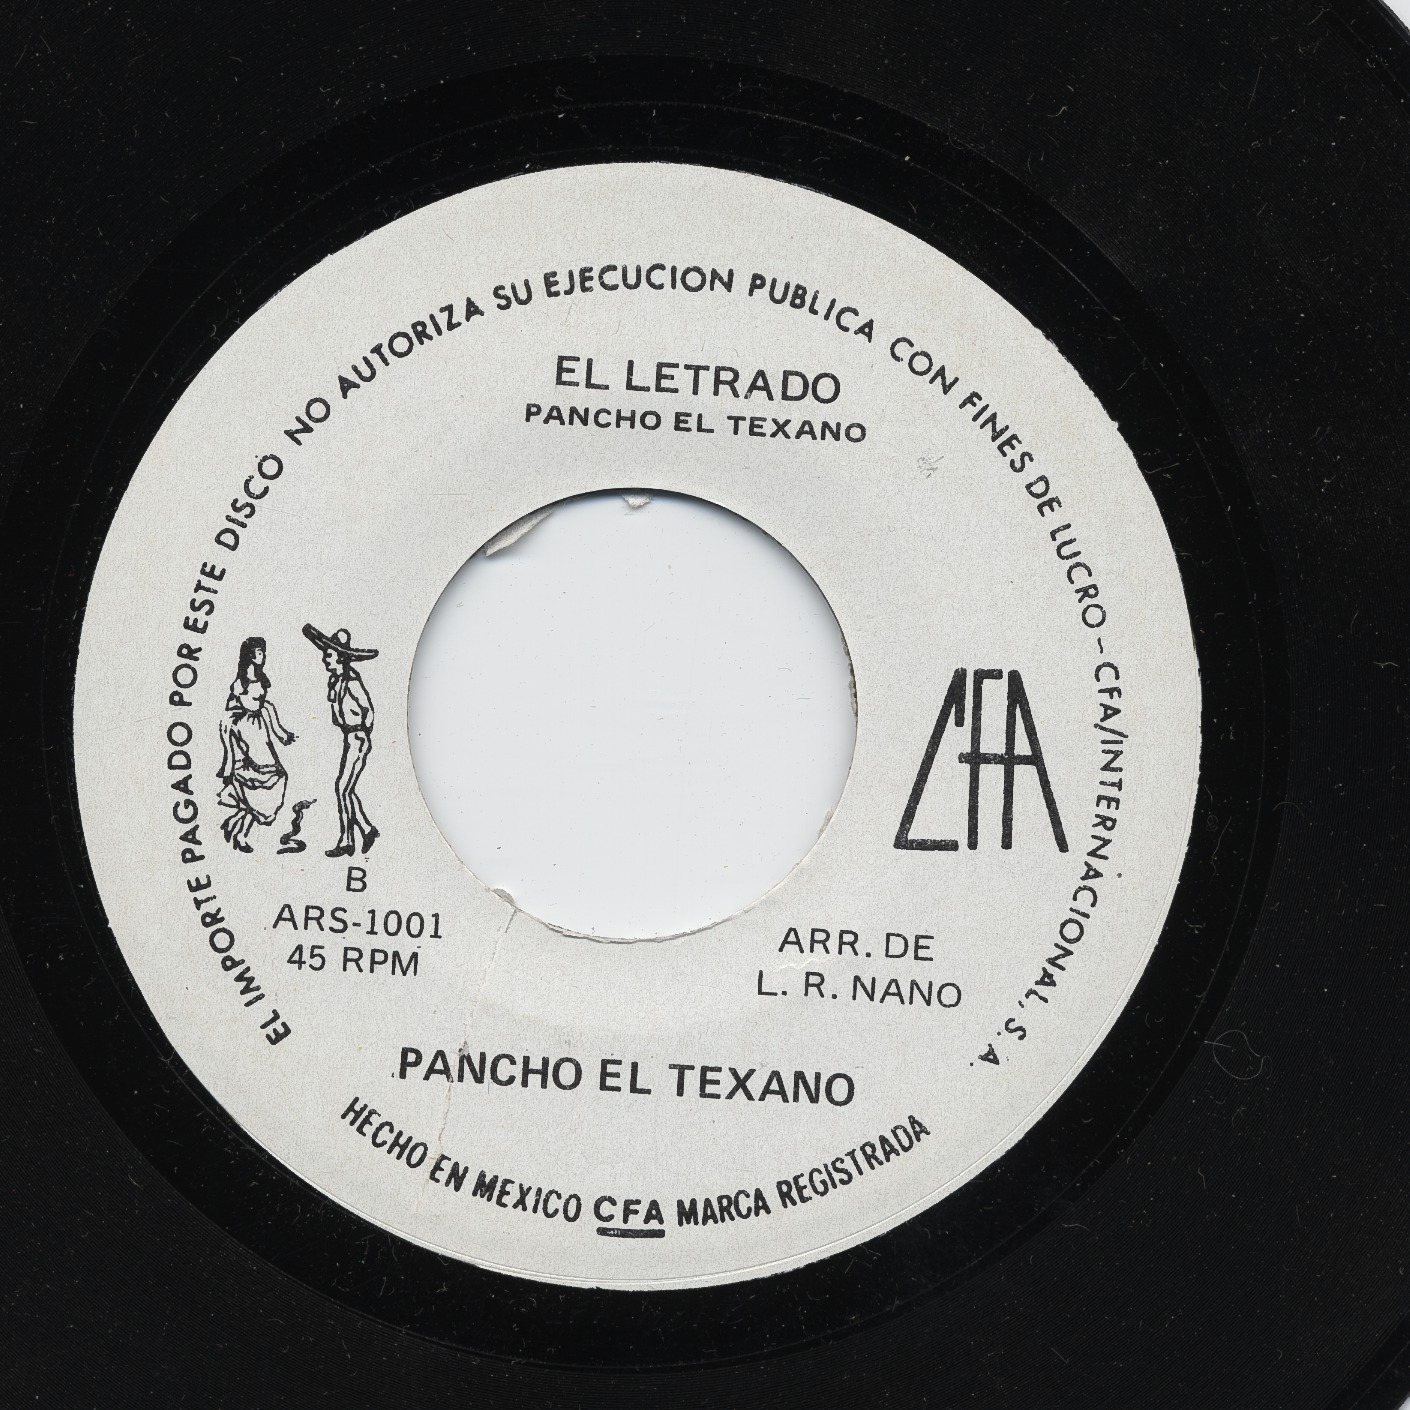 EL IMPORTE PAGADO POR ESTE DISCO NO AUTORIZA SU EJECUCION PUBLICA CON FINES DE LUCRO - CFA/INTERNACIONAL, S.A.
EL LETRADO
PANCHO EL TEXANO
CFA
B
ARS-1001
45 RPM
ARR. DE
L. R. NANO
PANCHO EL TEXANO
HECHO EN MEXICO CFA MARCA REGISTRADA